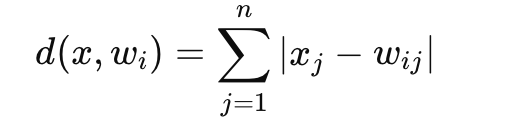 d(x, w_i) = \sum_{j=1}^{n} |x_j - w_{ij}|